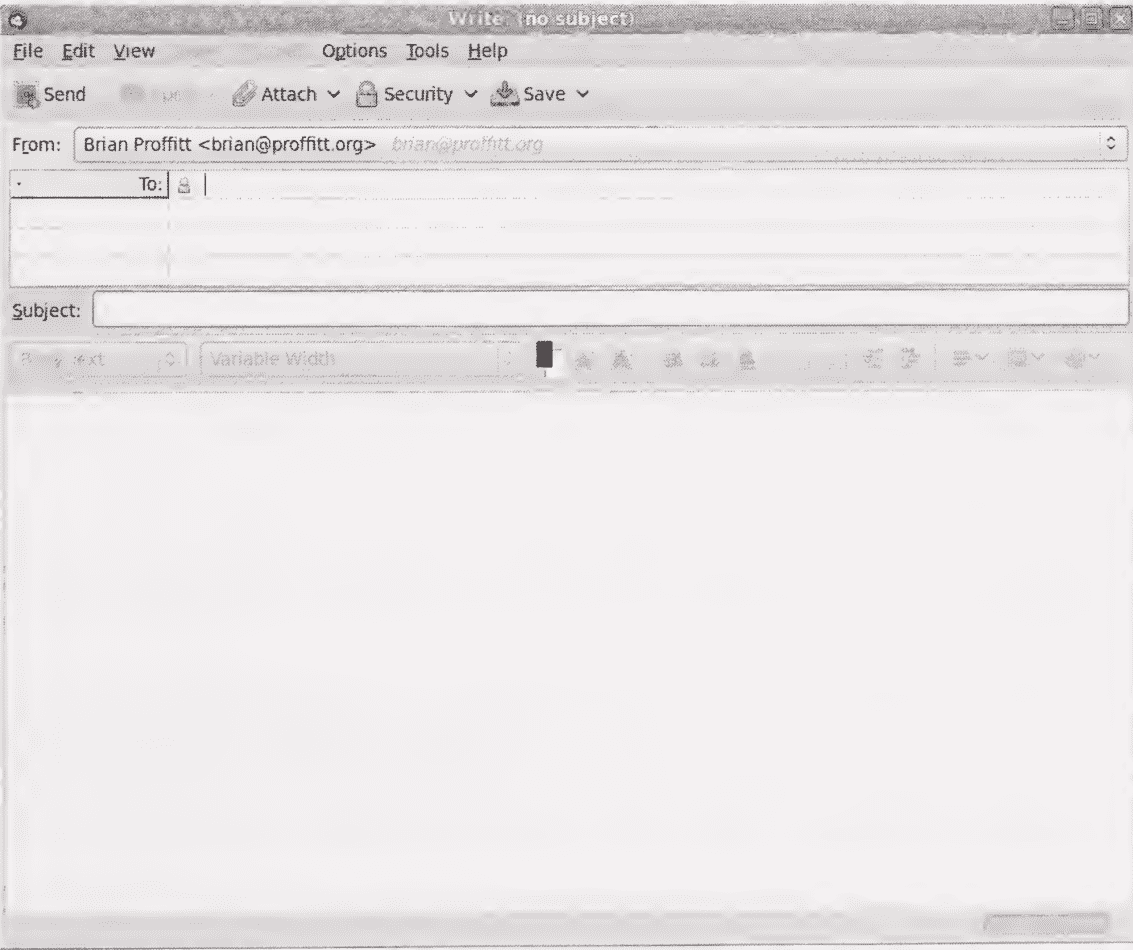 Write: (no subject)
File Edit View Options Tools Help
Send Attach Security Save
From: Brian Proffitt <brian@proffitt.org> brian@proffitt.org
To:
Subject:
Variable Width